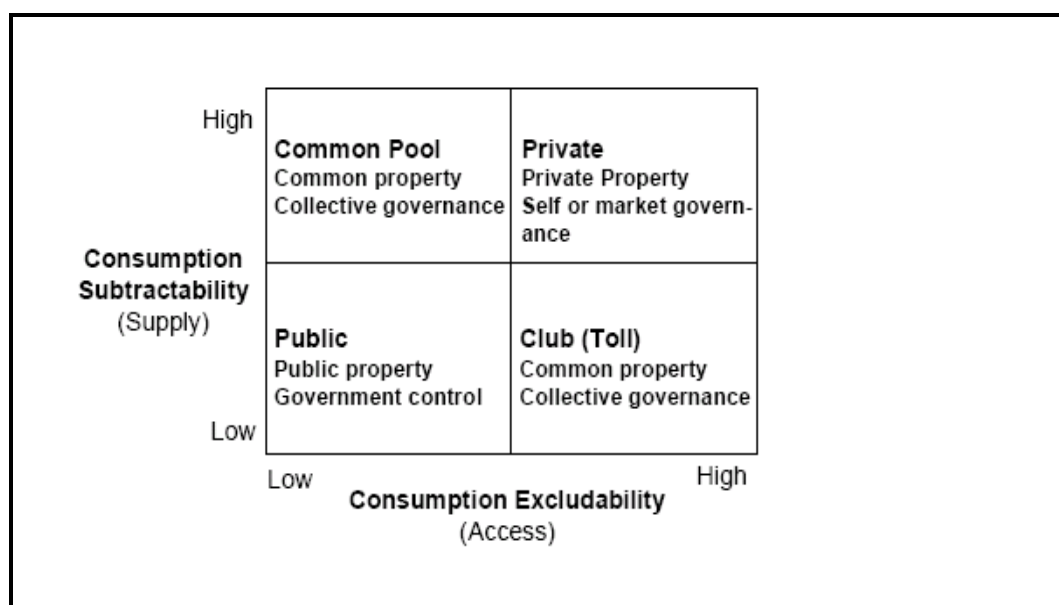 High
Common Pool
Common property
Collective governance
Private
Private Property
Self or market govern-
ance
Consumption
Subtractability
(Supply)
Public
Public property
Government control
Club (Toll)
Common property
Collective governance
Low
Low
High
Consumption Excludability
(Access)